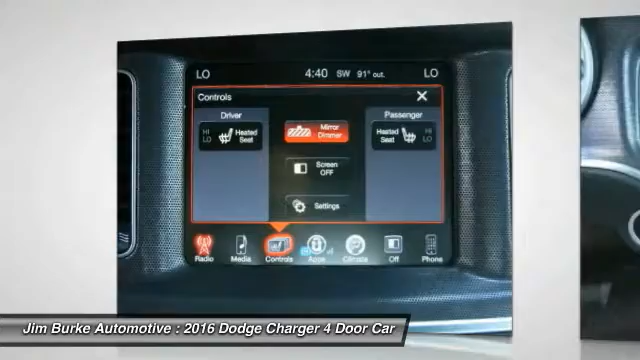 LO 4:40 SW 91° out. LO
Controls X
Driver
Passenger
HI
LO
Heated
Seat
Mirror
Dimmer
Heated
Seat
HI
LO
Screen
OFF
Settings
Radio Media Controls Apps Climate Off Phone
Jim Burke Automotive : 2016 Dodge Charger 4 Door Car